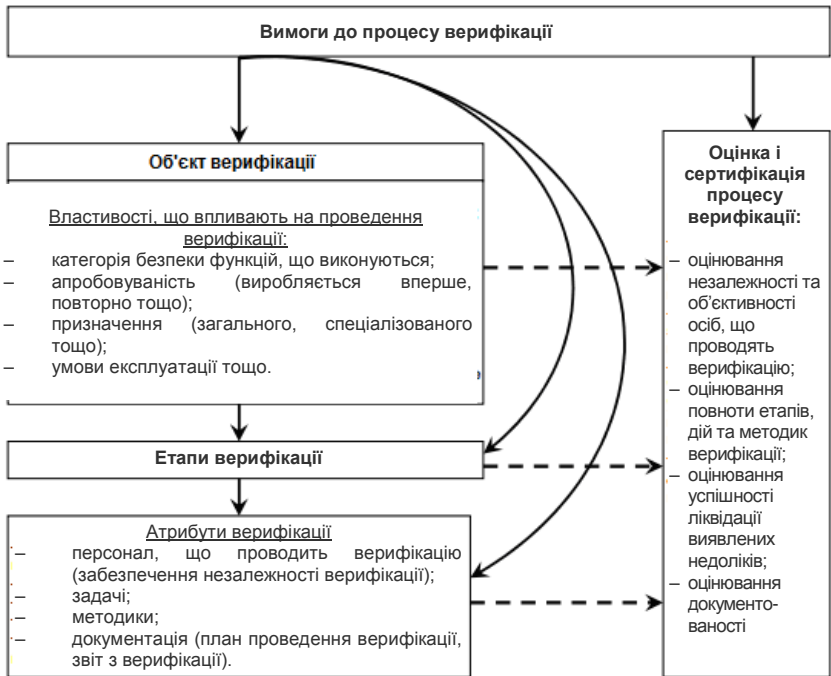 Вимоги до процесу верифікації
Об'єкт верифікації
Властивості, що впливають на проведення
верифікації:
– категорія безпеки функцій, що виконуються;
– апробовуваність (виробляється вперше,
повторно тощо);
– призначення (загального, спеціалізованого
тощо);
– умови експлуатації тощо.
Етапи верифікації
Атрибути верифікації
– персонал, що проводить верифікацію
(забезпечення незалежності верифікації);
– задачі;
– методики;
– документація (план проведення верифікації,
звіт з верифікації).
Оцінка і
сертифікація
процесу
верифікації:
– оцінювання
незалежності та
об’єктивності
осіб, що
проводять
верифікацію;
– оцінювання
повноти етапів,
дій та методик
верифікації;
– оцінювання
успішності
ліквідації
виявлених
недоліків;
– оцінювання
документо-
ваності